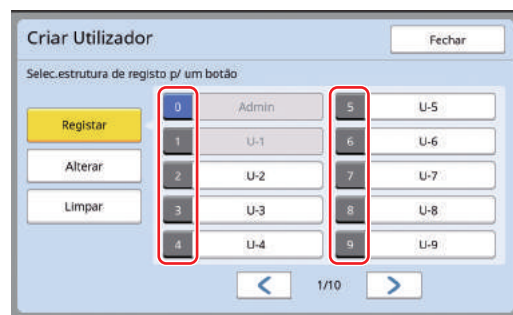 Criar Utilizador
Fechar
Selec.estrutura de registo p/ um botão
Registar
Alterar
Limpar
0 Admin 5 U-5
1 U-1 6 U-6
2 U-2 7 U-7
3 U-3 8 U-8
4 U-4 9 U-9
< 1/10 >